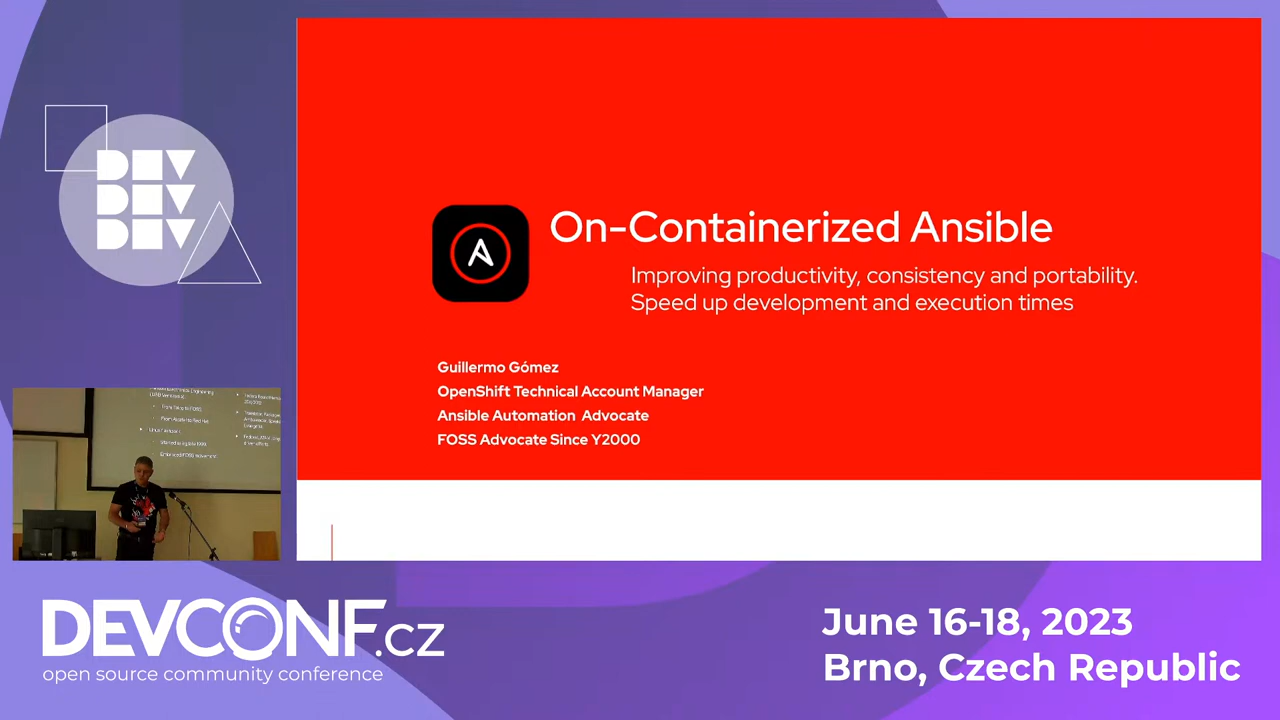 DEV
DEV
DEV
On-Containerized Ansible
Improving productivity, consistency and portability.
Speed up development and execution times
Guillermo Gómez
OpenShift Technical Account Manager
Ansible Automation Advocate
FOSS Advocate Since Y2000
DEVCONF.cz
open source community conference
June 16-18, 2023
Brno, Czech Republic